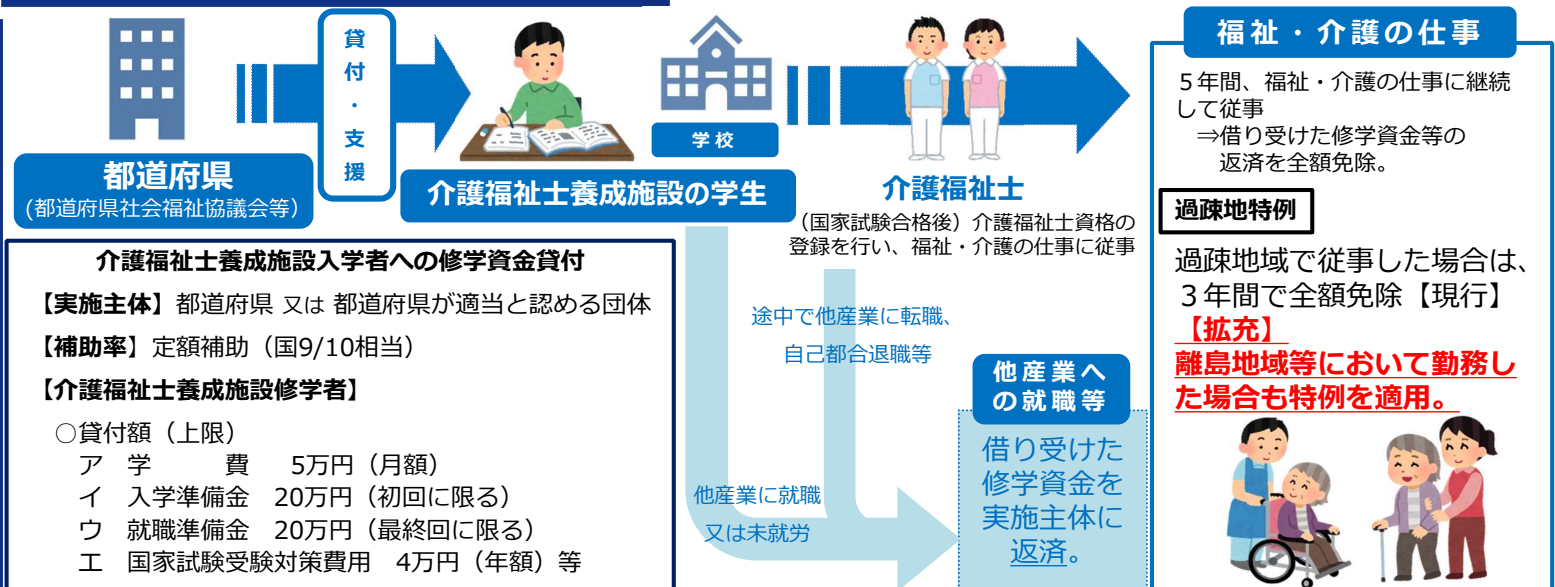 貸付・支援
学校
都道府県
(都道府県社会福祉協議会等)
介護福祉士養成施設の学生
介護福祉士
（国家試験合格後）介護福祉士資格の
登録を行い、福祉・介護の仕事に従事
福祉・介護の仕事
５年間、福祉・介護の仕事に継続
して従事
⇒借り受けた修学資金等の
返済を全額免除。
過疎地特例
過疎地域で従事した場合は、
３年間で全額免除【現行】
【拡充】
離島地域等において勤務し
た場合も特例を適用。
介護福祉士養成施設入学者への修学資金貸付
【実施主体】都道府県 又は 都道府県が適当と認める団体
【補助率】定額補助（国9/10相当）
【介護福祉士養成施設修学者】
○貸付額（上限）
ア　学　　　費　 5万円（月額）
イ　入学準備金　20万円（初回に限る）
ウ　就職準備金　20万円（最終回に限る）
エ　国家試験受験対策費用　4万円（年額）等
途中で他産業に転職、
自己都合退職等
他産業に就職
又は未就労
他産業へ
の就職等
借り受けた
修学資金を
実施主体に
返済。